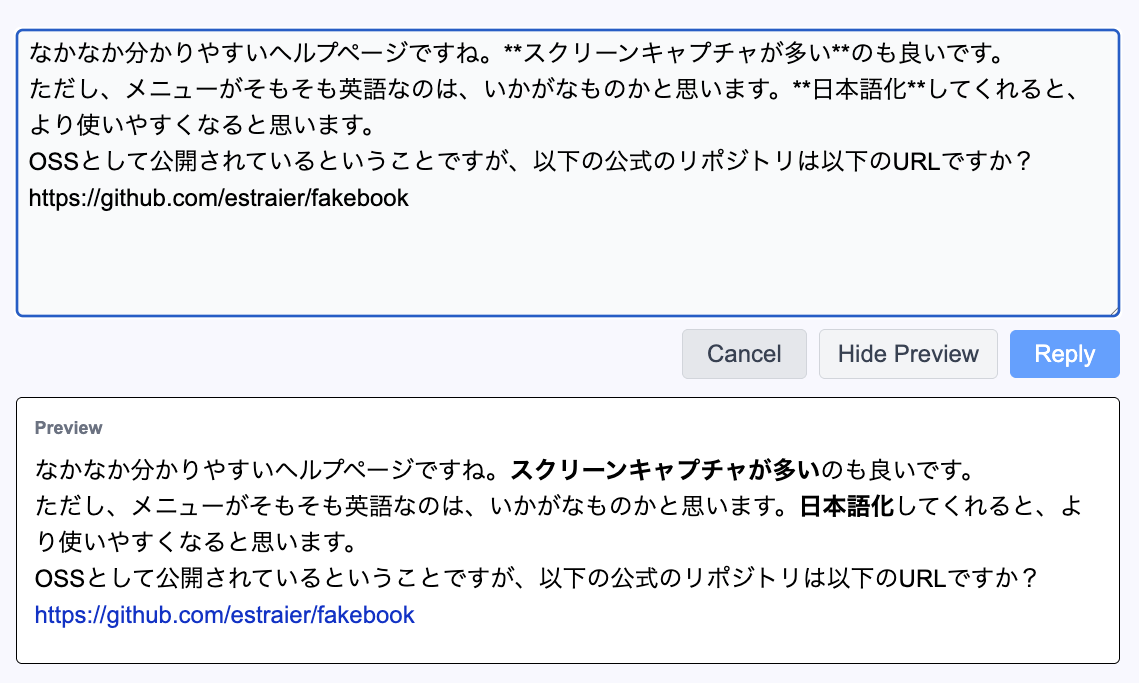 なかなか分かりやすいヘルプページですね。**スクリーンキャプチャが多い**のも良いです。
ただし、メニューがそもそも英語なのは、いかがなものかと思います。**日本語化**してくれると、
より使いやすくなると思います。
OSSとして公開されているということですが、以下の公式のリポジトリは以下のURLですか？
https://github.com/estraier/fakebook
Cancel Hide Preview Reply
Preview
なかなか分かりやすいヘルプページですね。スクリーンキャプチャが多いのも良いです。
ただし、メニューがそもそも英語なのは、いかがなものかと思います。日本語化してくれると、よ
り使いやすくなると思います。
OSSとして公開されているということですが、以下の公式のリポジトリは以下のURLですか？
https://github.com/estraier/fakebook